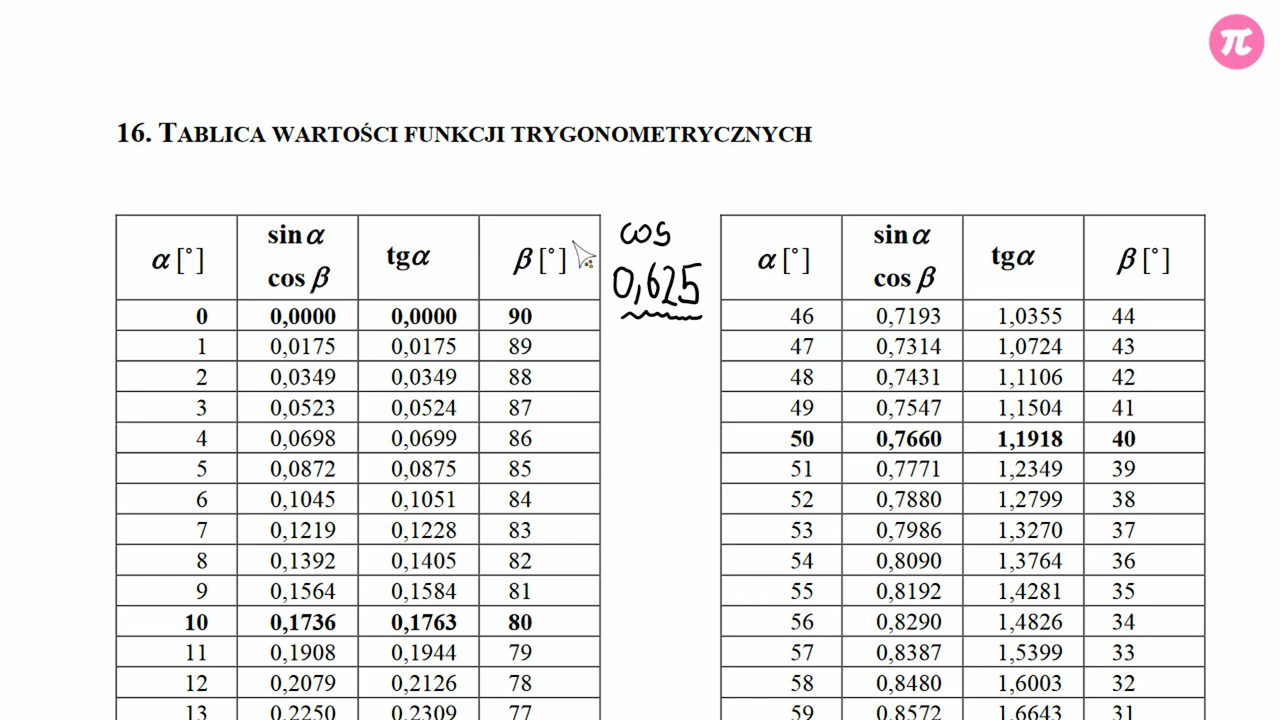 π
16. TABLICA WARTOŚCI FUNKCJI TRYGONOMETRYCZNYCH
α [°] sin α cos β tg α β [°]
0 0,0000 0,0000 90
1 0,0175 0,0175 89
2 0,0349 0,0349 88
3 0,0523 0,0524 87
4 0,0698 0,0699 86
5 0,0872 0,0875 85
6 0,1045 0,1051 84
7 0,1219 0,1228 83
8 0,1392 0,1405 82
9 0,1564 0,1584 81
10 0,1736 0,1763 80
11 0,1908 0,1944 79
12 0,2079 0,2126 78
13 0,2250 0,2309 77
cos
0,625
α [°] sin α cos β tg α β [°]
46 0,7193 1,0355 44
47 0,7314 1,0724 43
48 0,7431 1,1106 42
49 0,7547 1,1504 41
50 0,7660 1,1918 40
51 0,7771 1,2349 39
52 0,7880 1,2799 38
53 0,7986 1,3270 37
54 0,8090 1,3764 36
55 0,8192 1,4281 35
56 0,8290 1,4826 34
57 0,8387 1,5399 33
58 0,8480 1,6003 32
59 0,8572 1,6643 31